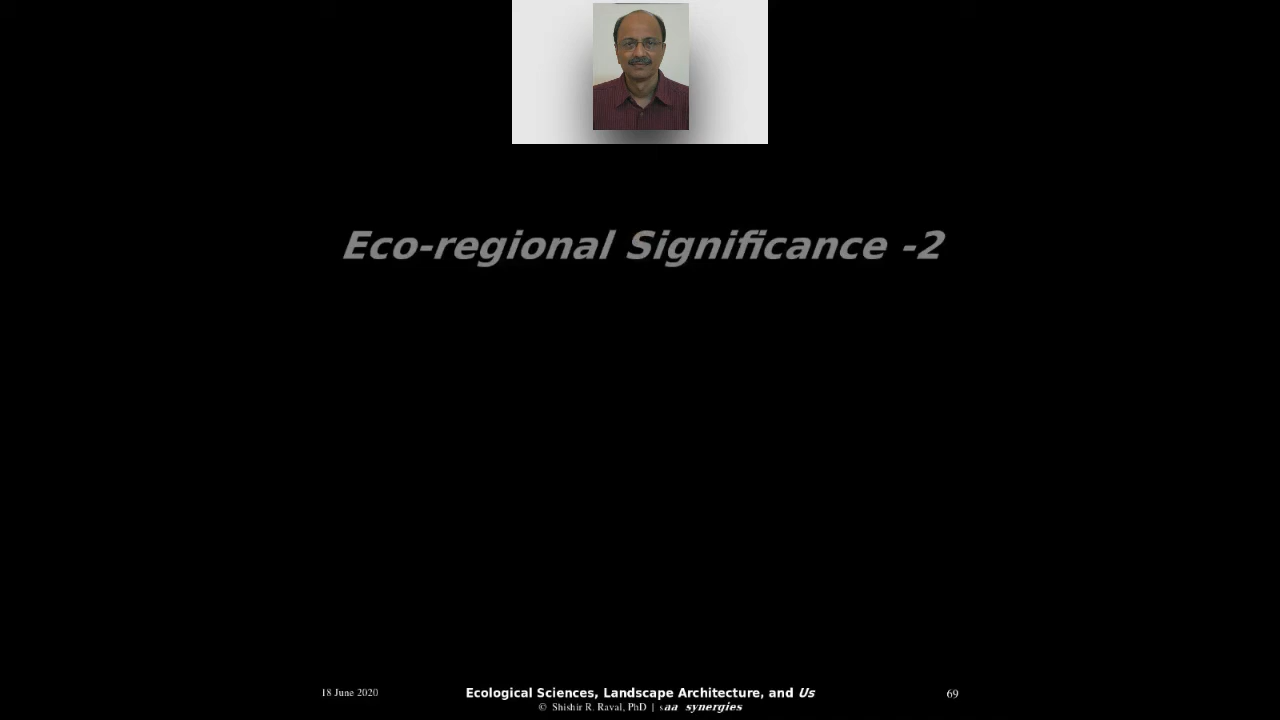 Eco-regional Significance -2
18 June 2020
Ecological Sciences, Landscape Architecture, and Us
69
© Shishir R. Raval, PhD | saa synergies